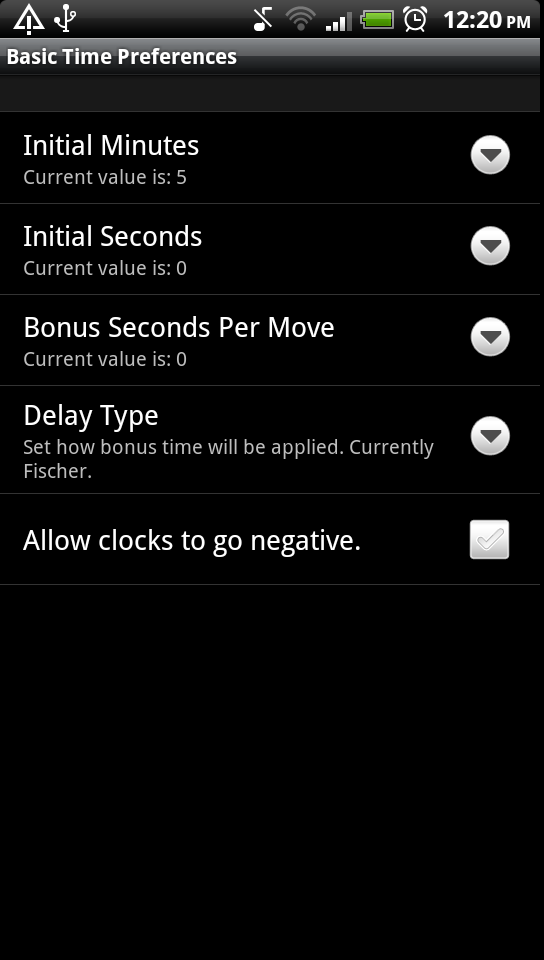 12:20 PM
Basic Time Preferences
Initial Minutes
Current value is: 5
Initial Seconds
Current value is: 0
Bonus Seconds Per Move
Current value is: 0
Delay Type
Set how bonus time will be applied. Currently
Fischer.
Allow clocks to go negative.